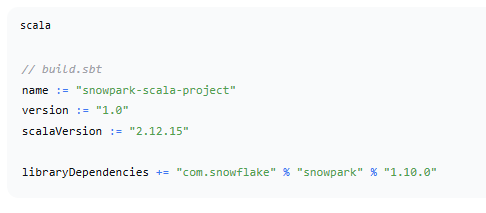 scala
// build.sbt
name := "snowpark-scala-project"
version := "1.0"
scalaVersion := "2.12.15"
libraryDependencies += "com.snowflake" % "snowpark" % "1.10.0"